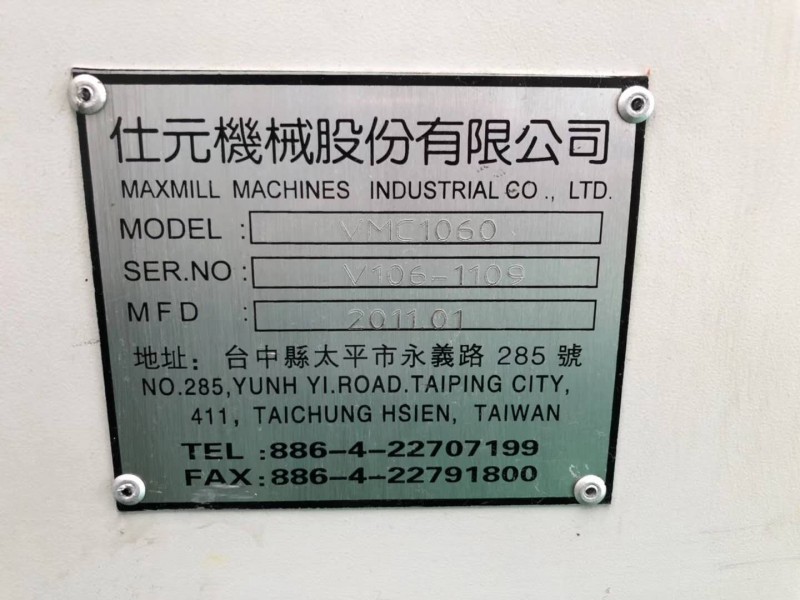 仕元機械股份有限公司
MAXMILL MACHINES INDUSTRIAL CO., LTD.
MODEL : VMC1060
SER.NO : V106-1109
MFD : 2011.01
地址: 台中縣太平市永義路 285 號
NO.285,YUNH YI.ROAD.TAIPING CITY,
411, TAICHUNG HSIEN, TAIWAN
TEL :886-4-22707199
FAX:886-4-22791800